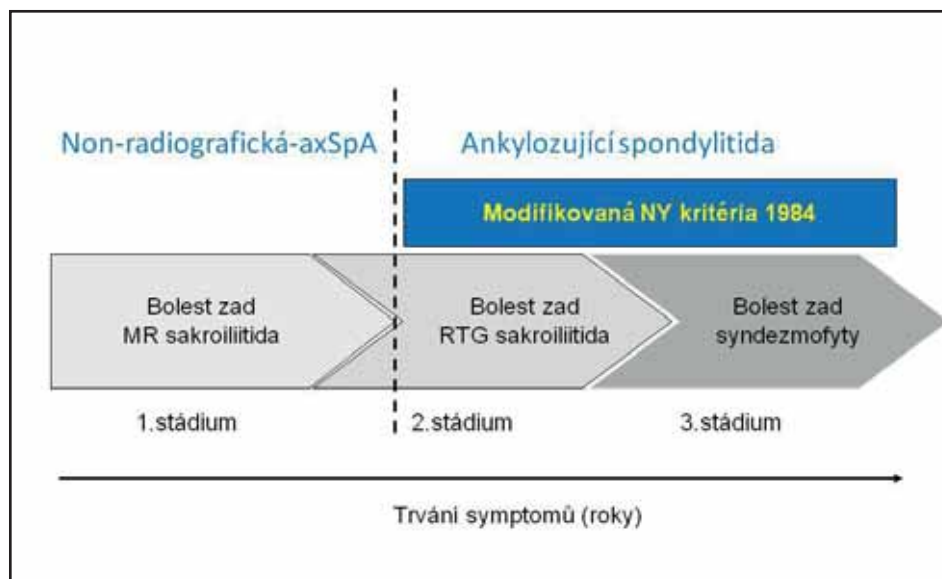 Non-radiografická-axSpA
Ankylozující spondylitida
Modifikovaná NY kritéria 1984
Bolest zad
MR sakroiliitida
Bolest zad
RTG sakroiliitida
Bolest zad
syndezmofyty
1.stádium
2.stádium
3.stádium
Trváni symptomů (roky)